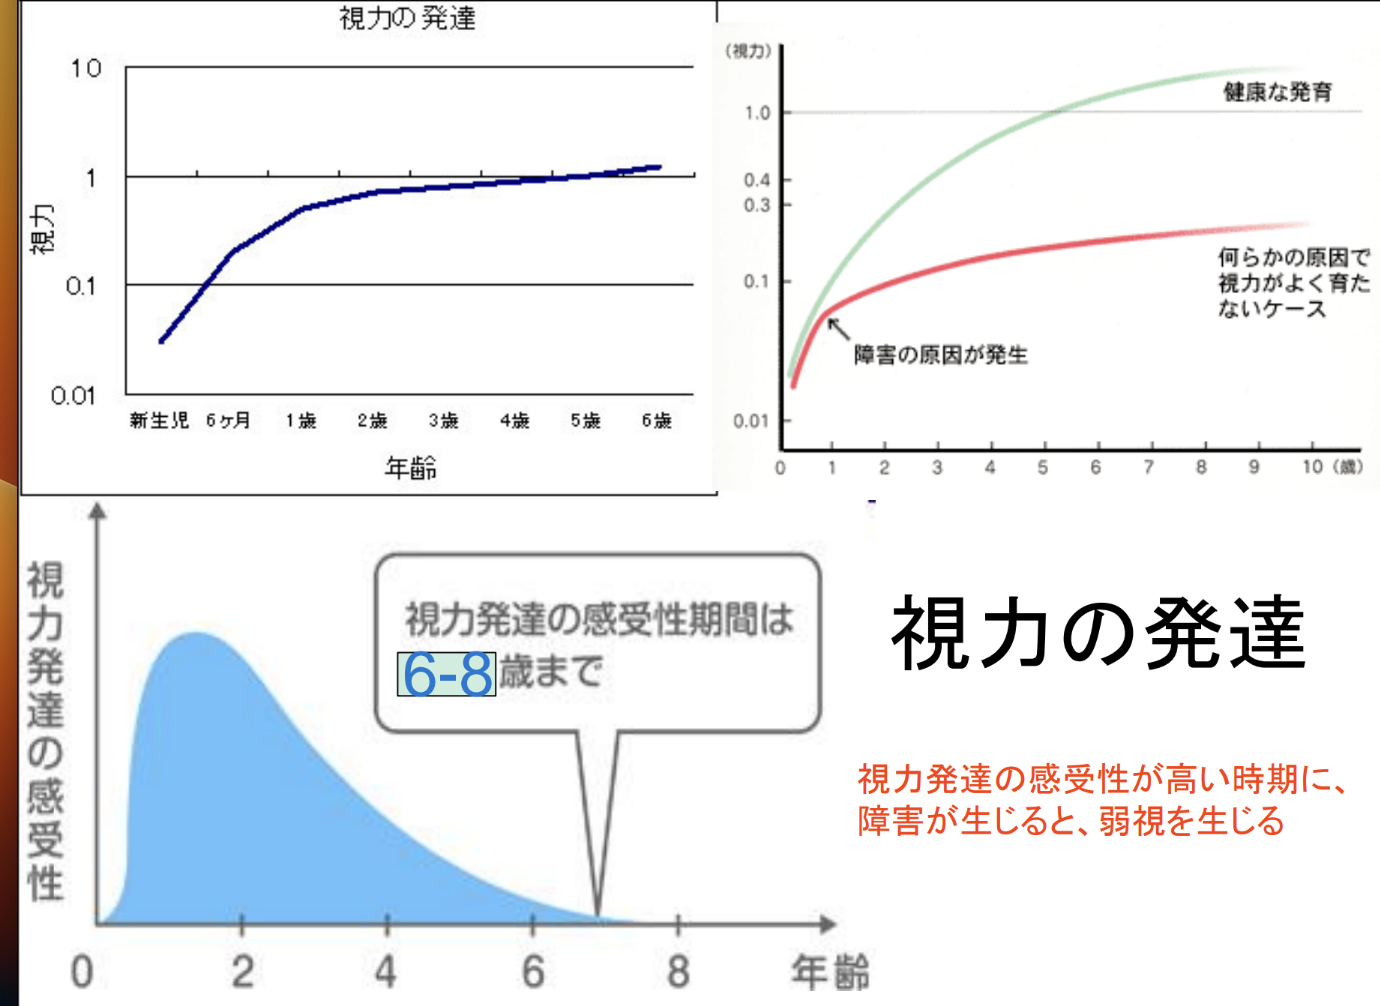 視力の発達
10
1
0.1
0.01
視力
新生児 6ヶ月 1歳 2歳 3歳 4歳 5歳 6歳
年齢
(視力)
1.0
0.4
0.3
0.1
0.01
健康な発育
何らかの原因で
視力がよく育た
ないケース
障害の原因が発生
0 1 2 3 4 5 6 7 8 9 10 (歳)
視力発達の感受性
視力発達の感受性期間は
6-8歳まで
0 2 4 6 8 年齢
視力の発達
視力発達の感受性が高い時期に、
障害が生じると、弱視を生じる